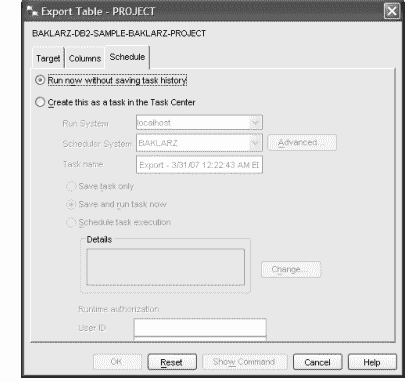 Export Table - PROJECT
BAKLARZ-DB2-SAMPLE-BAKLARZ-PROJECT
Target Columns Schedule
Run now without saving task history
Create this as a task in the Task Center
Run System localhost
Scheduler System BAKLARZ Advanced...
Task name Export - 3/31/07 12:22:43 AM
Save task only
Save and run task now
Schedule task execution
Details
Change...
Runtime authorization
User ID
OK Reset Show Command Cancel Help